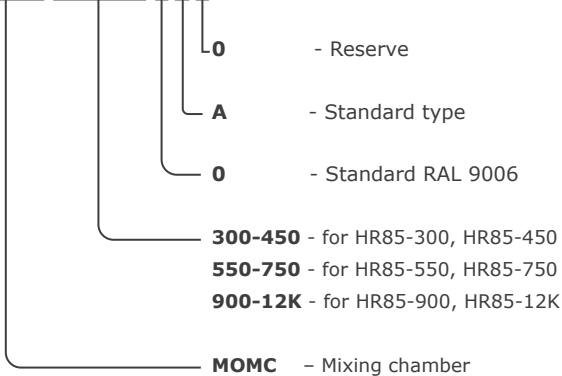 0 - Reserve
A - Standard type
0 - Standard RAL 9006
300-450 - for HR85-300, HR85-450
550-750 - for HR85-550, HR85-750
900-12K - for HR85-900, HR85-12K
MOMC – Mixing chamber